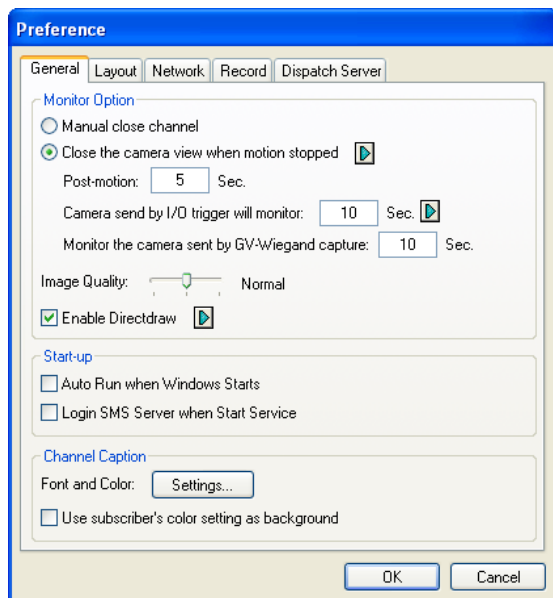 Preference
General Layout Network Record Dispatch Server
Monitor Option
Manual close channel
Close the camera view when motion stopped
Post-motion: 5 Sec.
Camera send by I/O trigger will monitor: 10 Sec.
Monitor the camera sent by GV-Wiegand capture: 10 Sec.
Image Quality: Normal
Enable Directdraw
Start-up
Auto Run when Windows Starts
Login SMS Server when Start Service
Channel Caption
Font and Color: Settings...
Use subscriber's color setting as background
OK Cancel